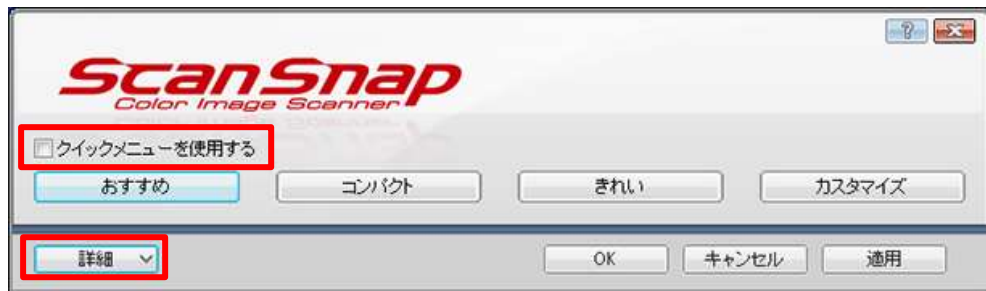 ScanSnap
Color Image Scanner
クイックメニューを使用する
おすすめ コンパクト きれい カスタマイズ
詳細 OK キャンセル 適用